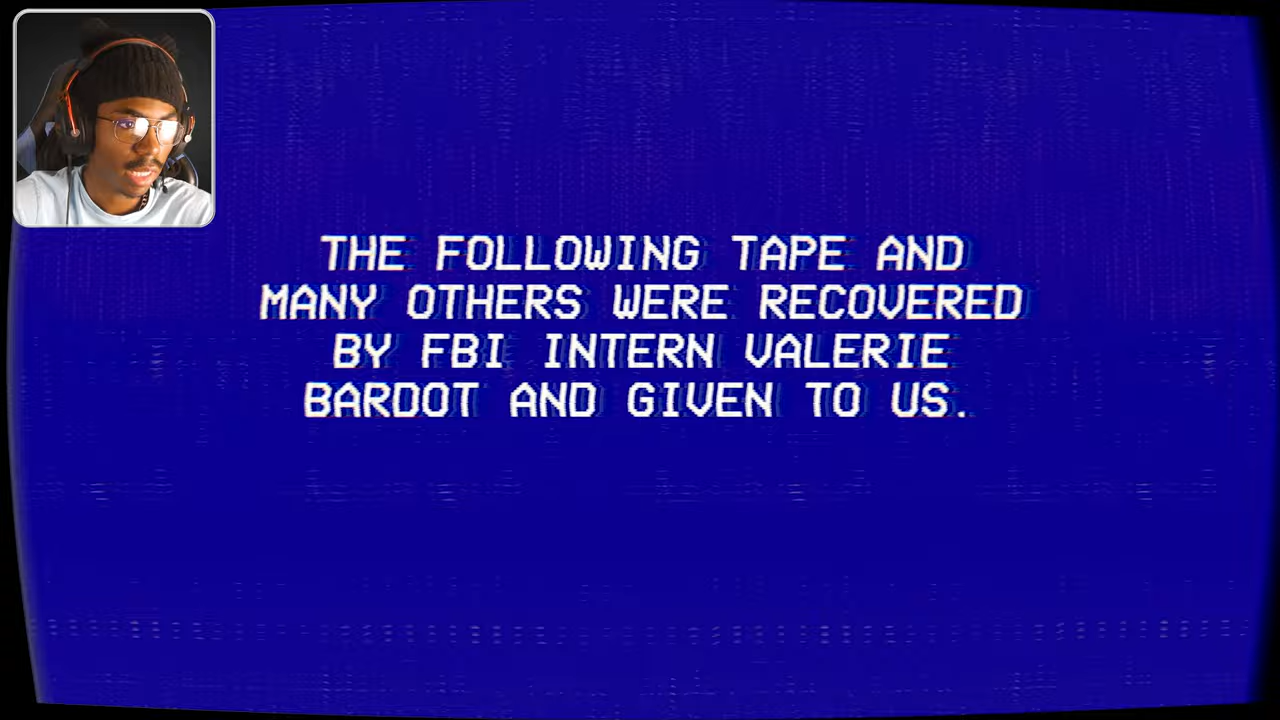 THE FOLLOWING TAPE AND
MANY OTHERS WERE RECOVERED
BY FBI INTERN VALERIE
BARDOT AND GIVEN TO US.